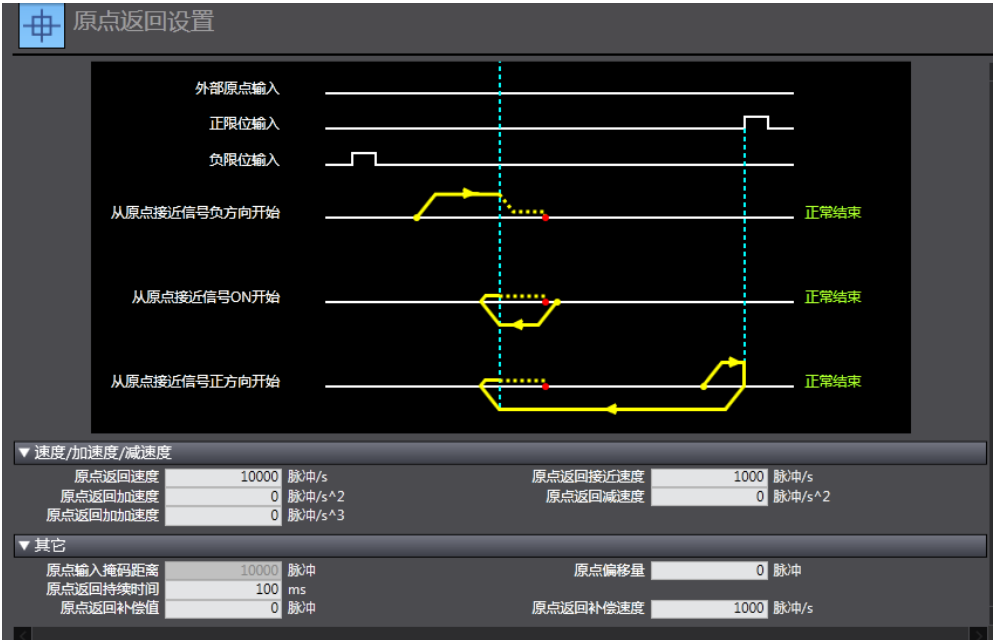 原点返回设置
外部原点输入
正限位输入
负限位输入
从原点接近信号负方向开始 正常结束
从原点接近信号ON开始 正常结束
从原点接近信号正方向开始 正常结束
▼速度/加速度/减速度
原点返回速度 10000 脉冲/s 原点返回接近速度 1000 脉冲/s
原点返回加速度 0 脉冲/s^2 原点返回减速度 0 脉冲/s^2
原点返回加加速度 0 脉冲/s^3
▼其它
原点输入掩码距离 10000 脉冲 原点偏移量 0 脉冲
原点返回持续时间 100 ms
原点返回补偿值 0 脉冲 原点返回补偿速度 1000 脉冲/s